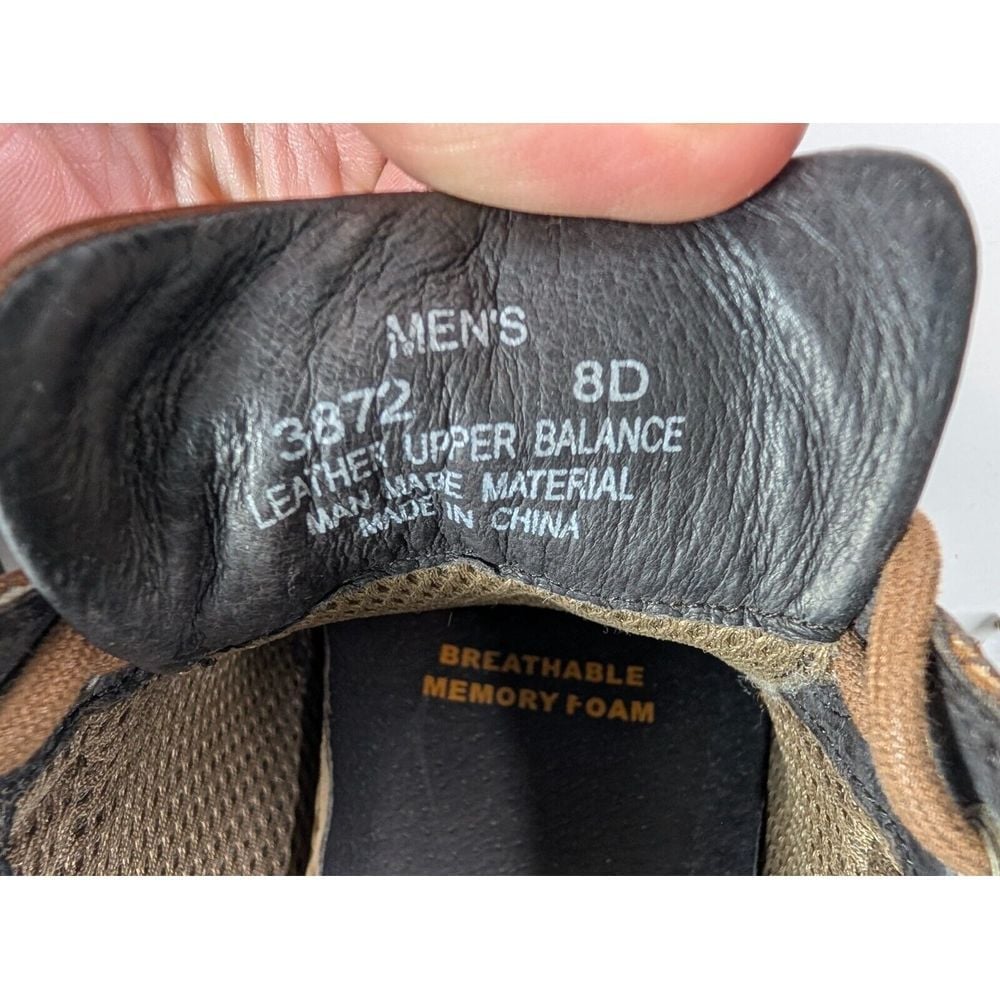 MEN'S
3872 8D
LEATHER UPPER BALANCE
MAN MADE MATERIAL
MADE IN CHINA
BREATHABLE
MEMORY FOAM